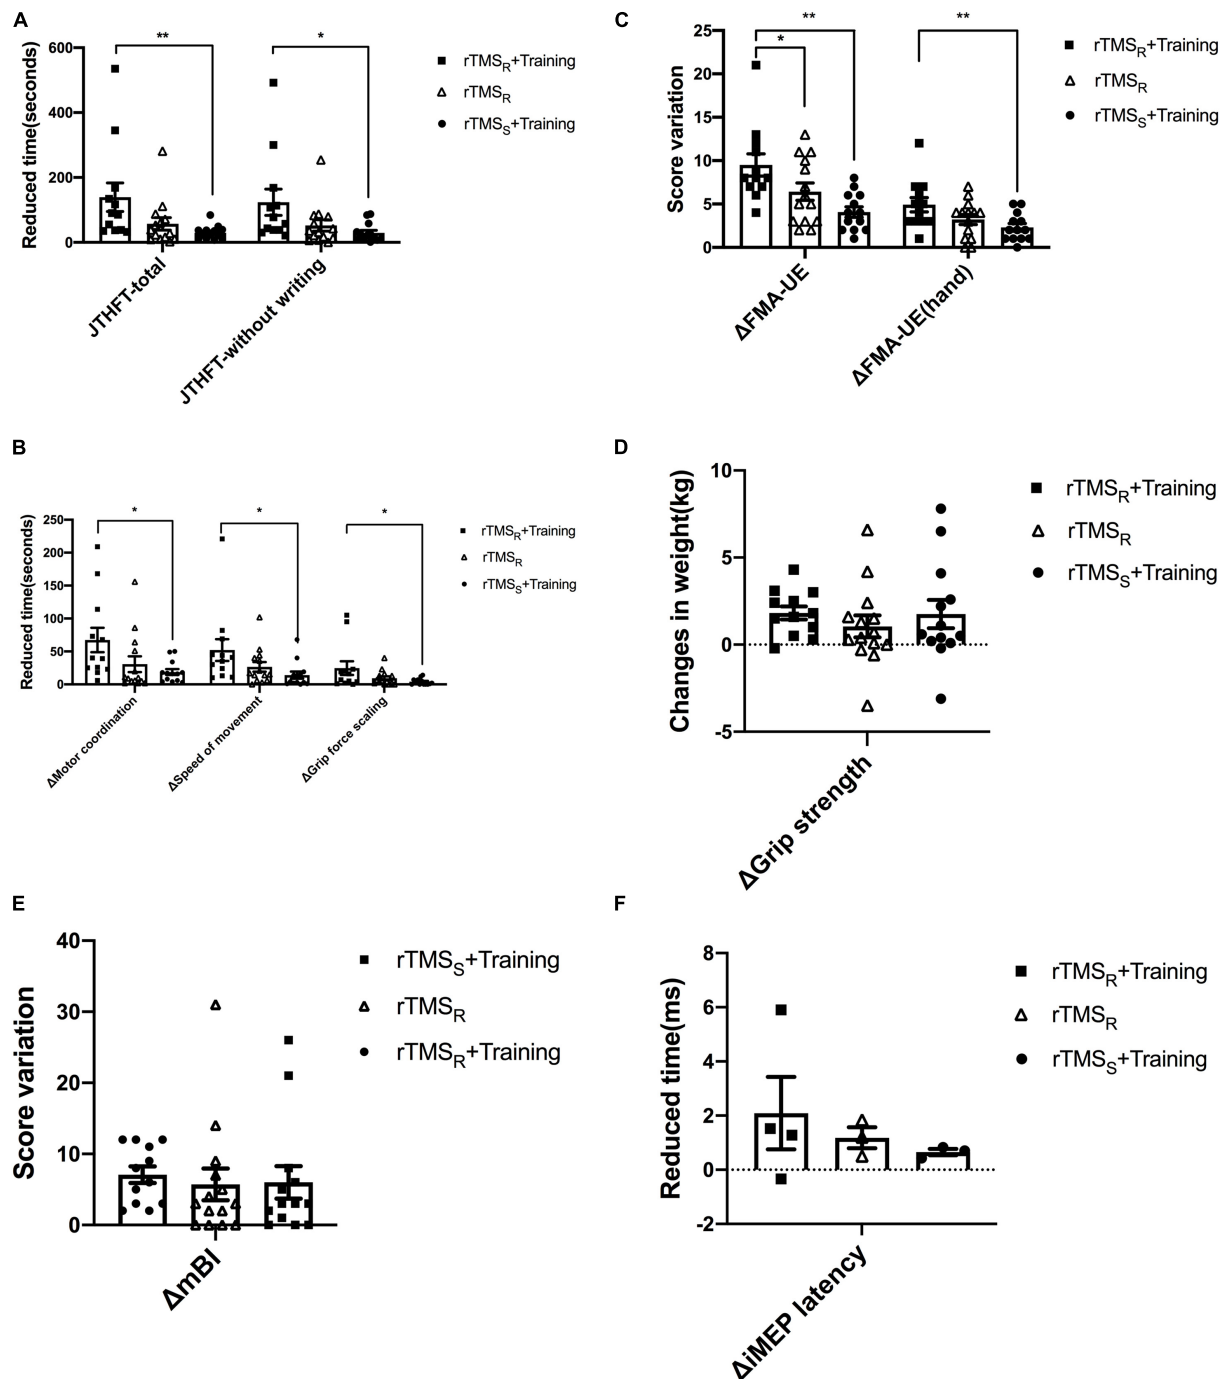 A
Reduced time(seconds)
600
400
200
0
**
*
rTMSR+Training
rTMSR
rTMSS+Training
JTHFT-total
JTHFT-without writing
C
Score variation
25
20
15
10
5
0
**
*
**
rTMSR+Training
rTMSR
rTMSS+Training
ΔFMA-UE
ΔFMA-UE(hand)
B
Reduced time(seconds)
250
200
150
100
50
0
*
*
*
rTMSR+Training
rTMSR
rTMSS+Training
ΔMotor coordination
ΔSpeed of movement
ΔGrip force scaling
D
Changes in weight(kg)
10
5
0
-5
rTMSR+Training
rTMSR
rTMSS+Training
ΔGrip strength
E
Score variation
40
30
20
10
0
rTMSS+Training
rTMSR
rTMSR+Training
ΔmBI
F
Reduced time(ms)
8
6
4
2
0
-2
rTMSR+Training
rTMSR
rTMSS+Training
ΔiMEP latency